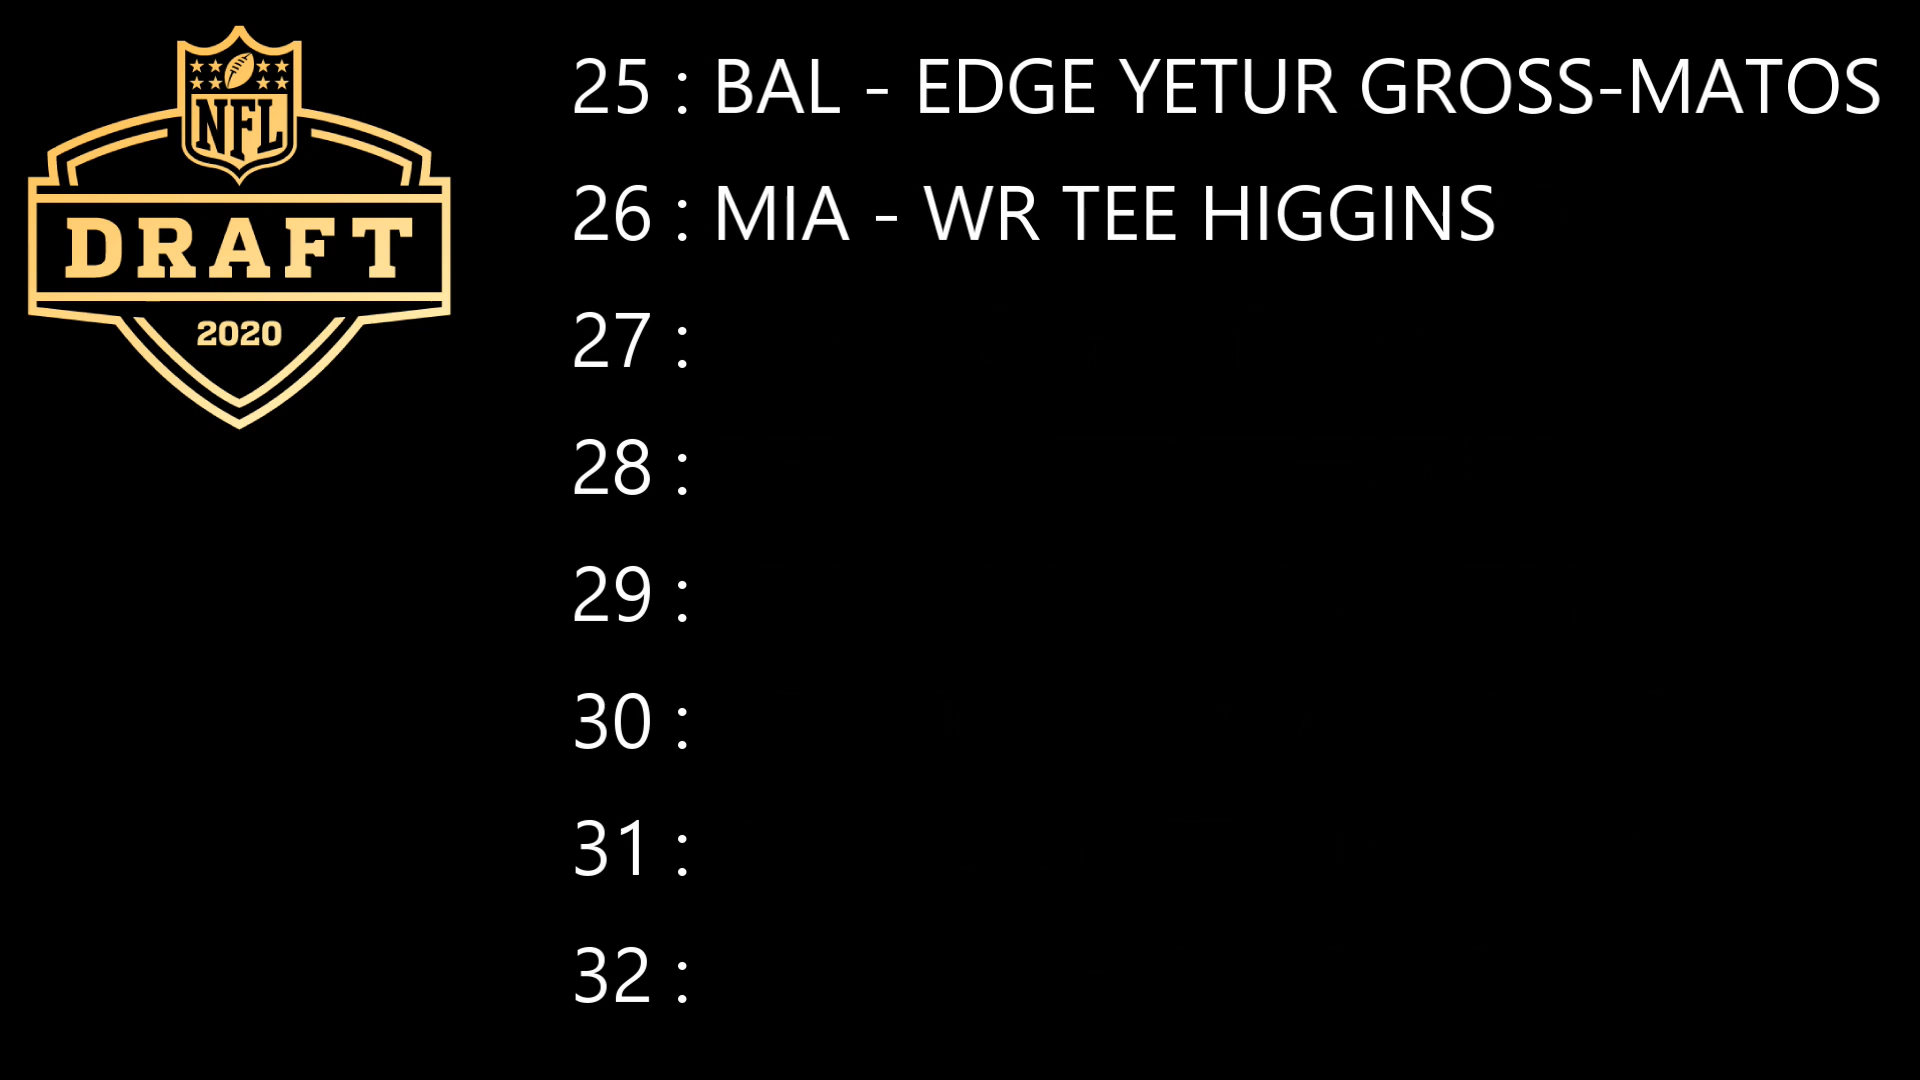 NFL
DRAFT
2020
25 : BAL - EDGE YETUR GROSS-MATOS
26 : MIA - WR TEE HIGGINS
27 :
28 :
29 :
30 :
31 :
32 :